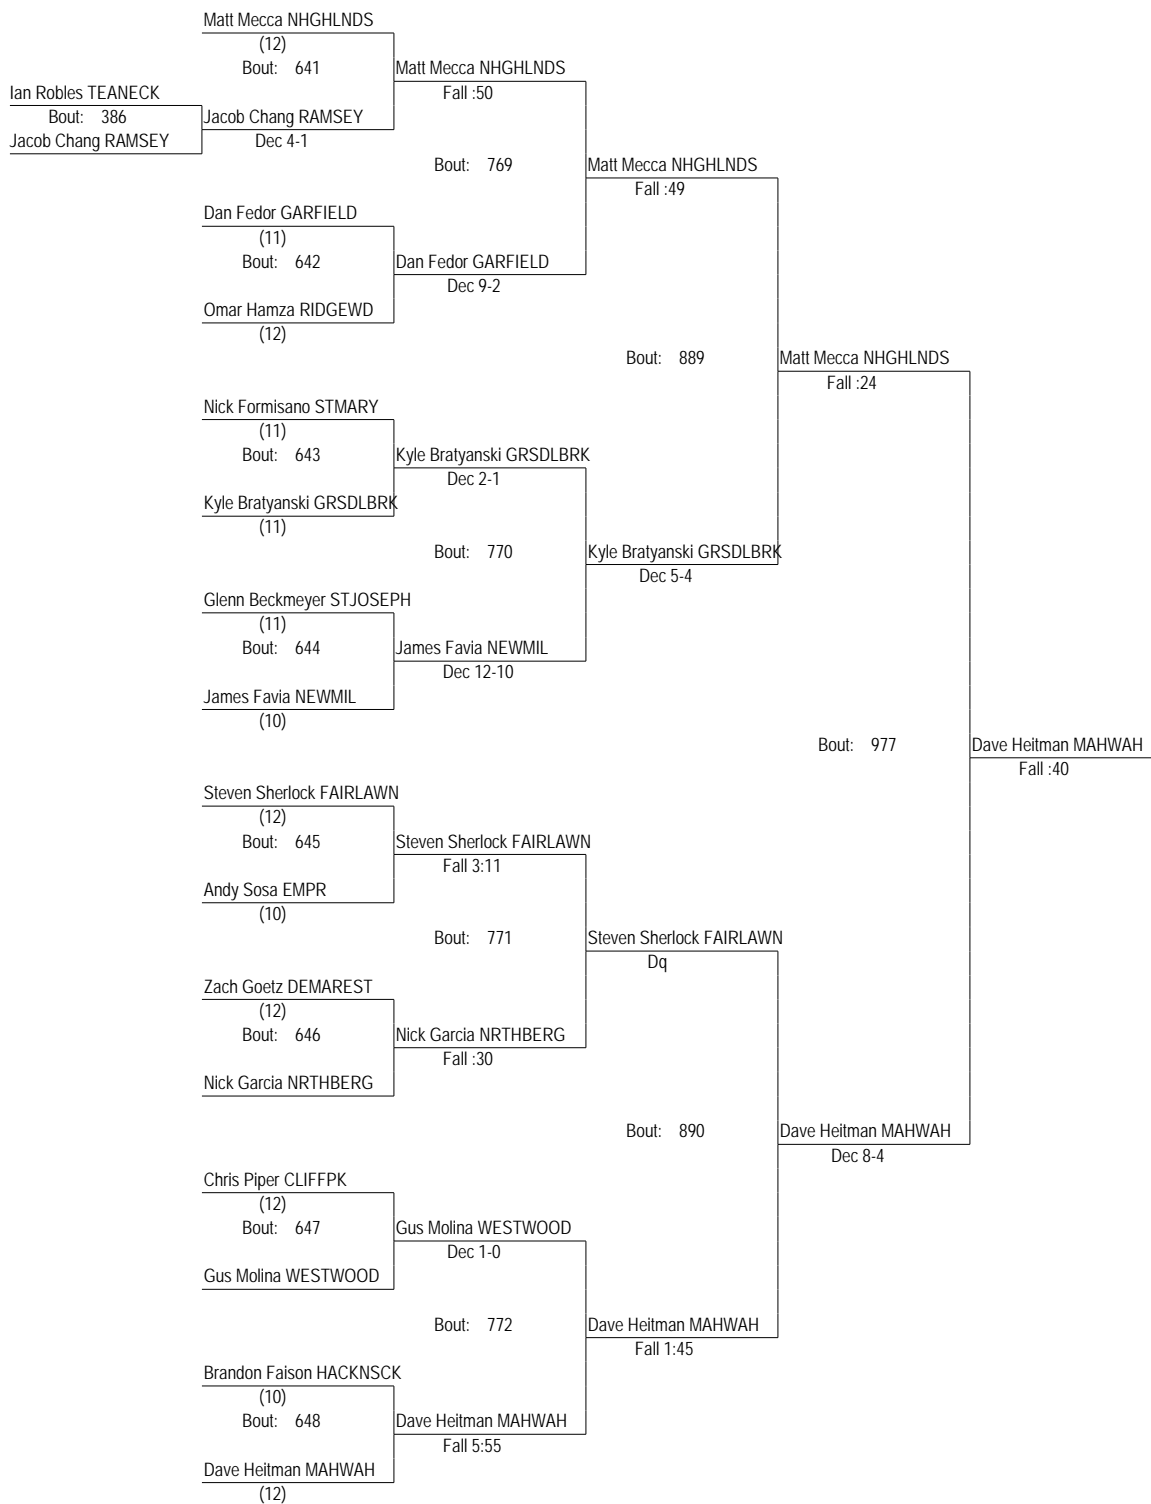 Matt Mecca NHGHLNDS
(12)
Bout: 641
Matt Mecca NHGHLNDS
Fall :50
Ian Robles TEANECK
Bout: 386
Jacob Chang RAMSEY
Jacob Chang RAMSEY
Dec 4-1
Bout: 769
Matt Mecca NHGHLNDS
Fall :49
Dan Fedor GARFIELD
(11)
Bout: 642
Dan Fedor GARFIELD
Dec 9-2
Omar Hamza RIDGEWD
(12)
Bout: 889
Matt Mecca NHGHLNDS
Fall :24
Nick Formisano STMARY
(11)
Bout: 643
Kyle Bratyanski GRSDLBRK
Dec 2-1
Kyle Bratyanski GRSDLBRK
(11)
Bout: 770
Kyle Bratyanski GRSDLBRK
Dec 5-4
Glenn Beckmeyer STJOSEPH
(11)
Bout: 644
James Favia NEWMIL
Dec 12-10
James Favia NEWMIL
(10)
Bout: 977
Dave Heitman MAHWAH
Fall :40
Steven Sherlock FAIRLAWN
(12)
Bout: 645
Steven Sherlock FAIRLAWN
Fall 3:11
Andy Sosa EMPR
(10)
Bout: 771
Steven Sherlock FAIRLAWN
Dq
Zach Goetz DEMAREST
(12)
Bout: 646
Nick Garcia NRTHBERG
Fall :30
Nick Garcia NRTHBERG
Bout: 890
Dave Heitman MAHWAH
Dec 8-4
Chris Piper CLIFFPK
(12)
Bout: 647
Gus Molina WESTWOOD
Dec 1-0
Gus Molina WESTWOOD
Bout: 772
Dave Heitman MAHWAH
Fall 1:45
Brandon Faison HACKNSCK
(10)
Bout: 648
Dave Heitman MAHWAH
Fall 5:55
Dave Heitman MAHWAH
(12)